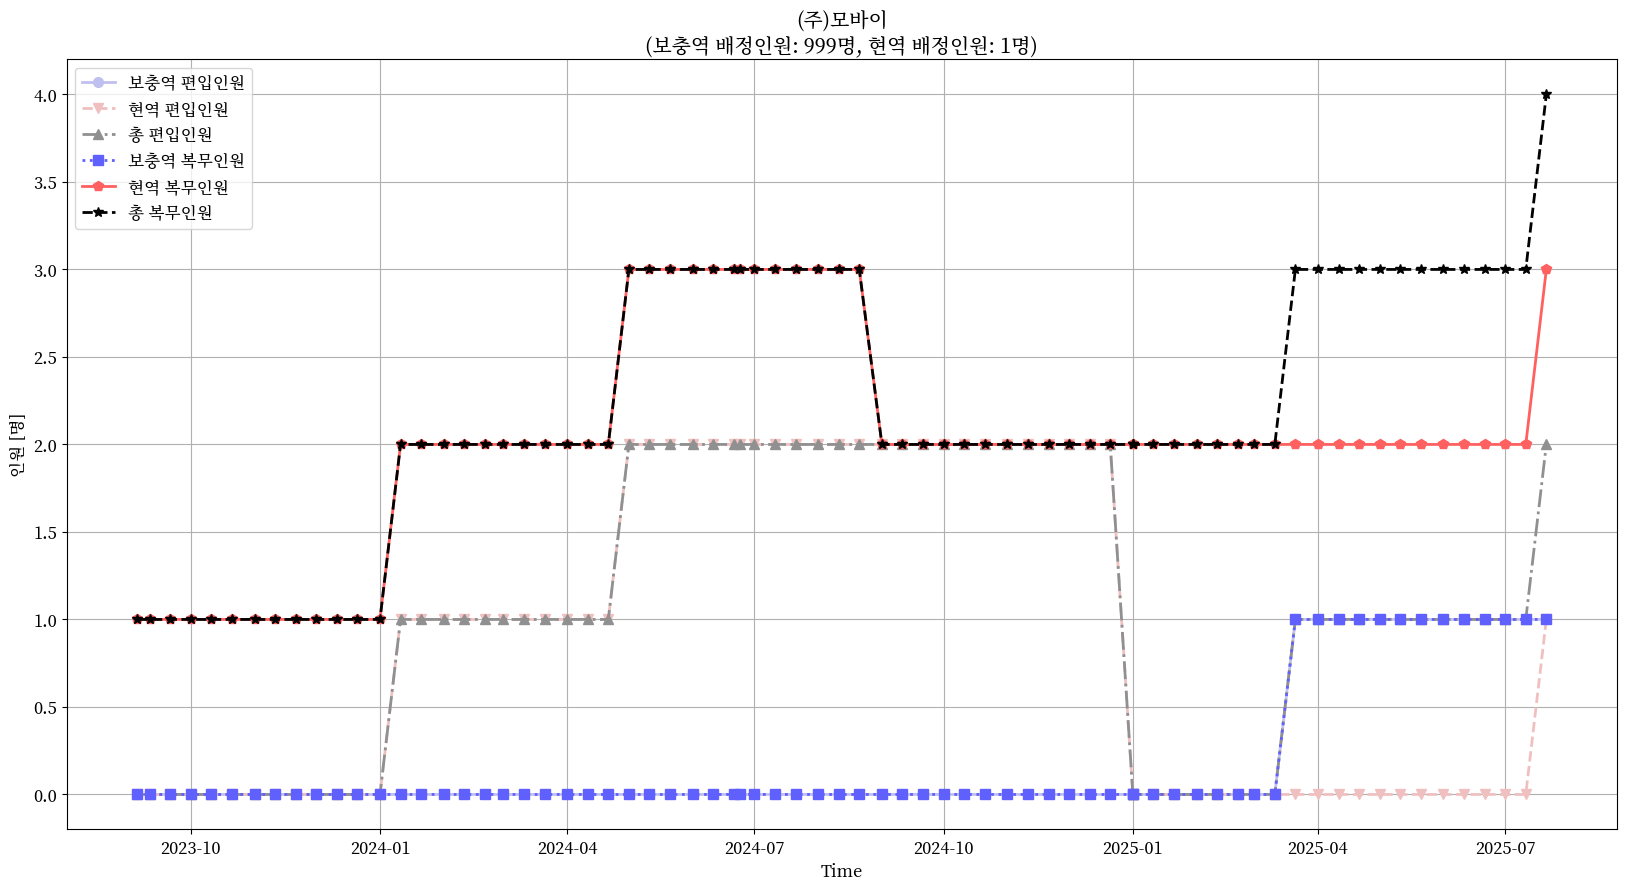 (주)모바이
(보충역 배정인원: 999명, 현역 배정인원: 1명)
보충역 편입인원
현역 편입인원
총 편입인원
보충역 복무인원
현역 복무인원
총 복무인원
4.0
3.5
3.0
2.5
2.0
1.5
1.0
0.5
0.0
인원 [명]
2023-10
2024-01
2024-04
2024-07
2024-10
2025-01
2025-04
2025-07
Time